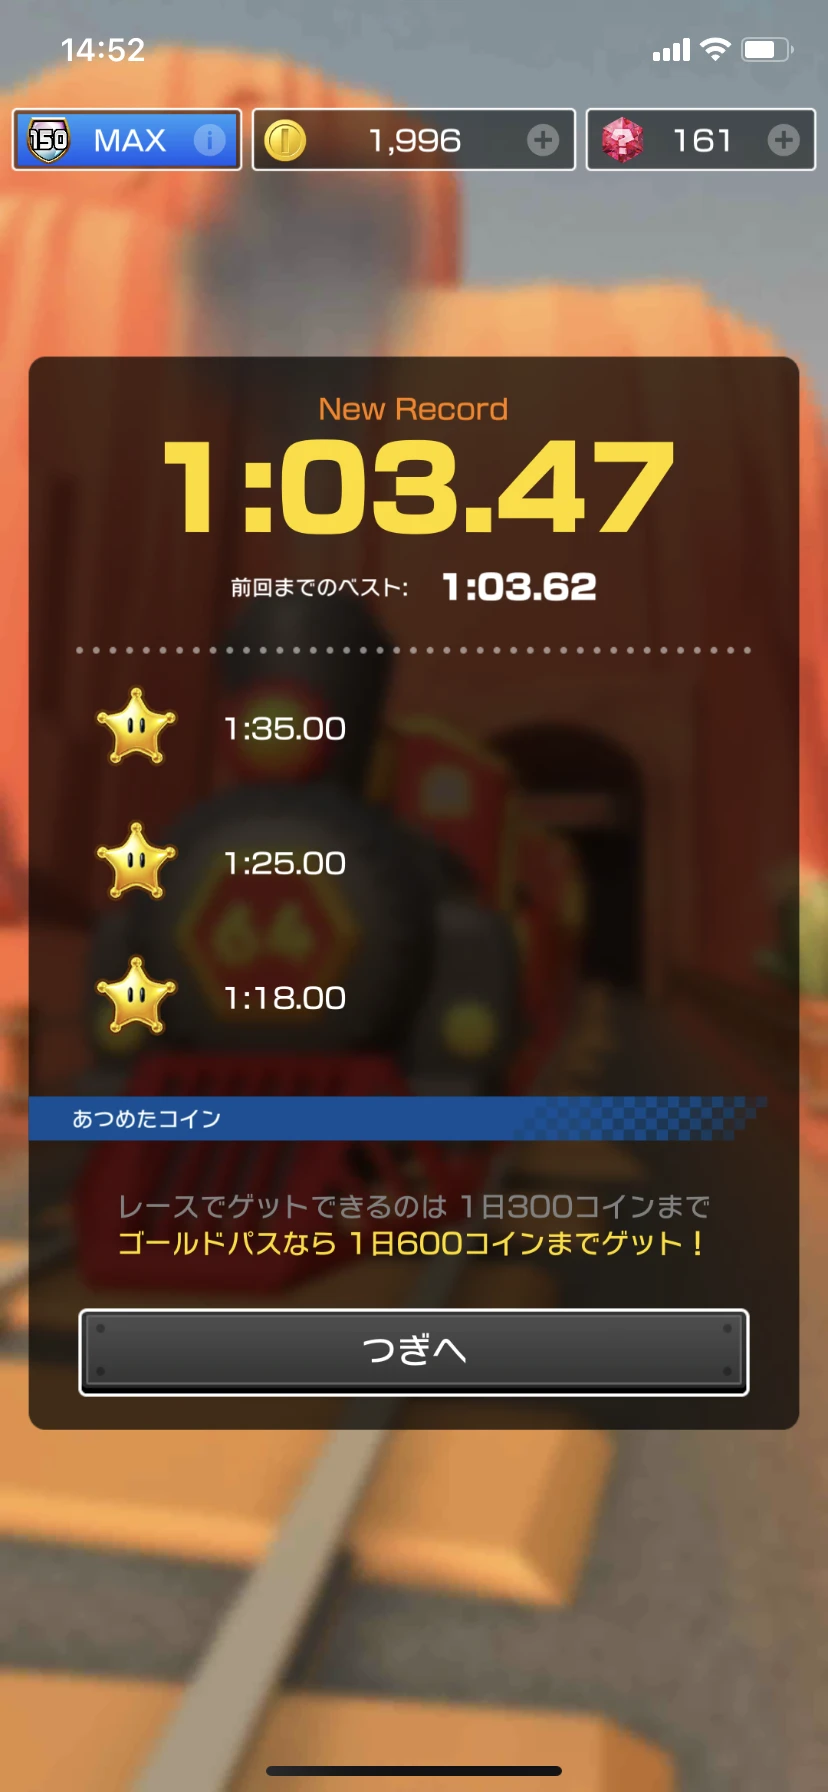 14:52
150 MAX i 1,996 + ? 161 +
New Record
1:03.47
前回までのベスト: 1:03.62
1:35.00
1:25.00
1:18.00
64
あつめたコイン
レースでゲットできるのは 1日300コインまで
ゴールドパスなら 1日600コインまでゲット！
つぎへ